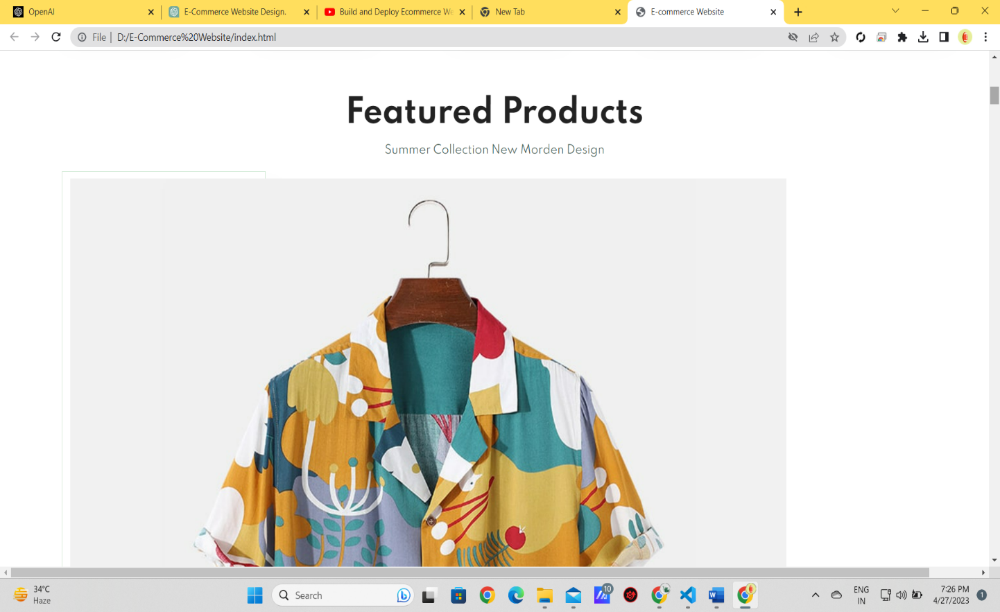 OpenAI
E-Commerce Website Design.
Build and Deploy Ecommerce We
New Tab
E-commerce Website
File
D:/E-Commerce%20Website/index.html
Featured Products
Summer Collection New Morden Design
34°C
Haze
Search
10
ENG
IN
7:26 PM
4/27/2023
1